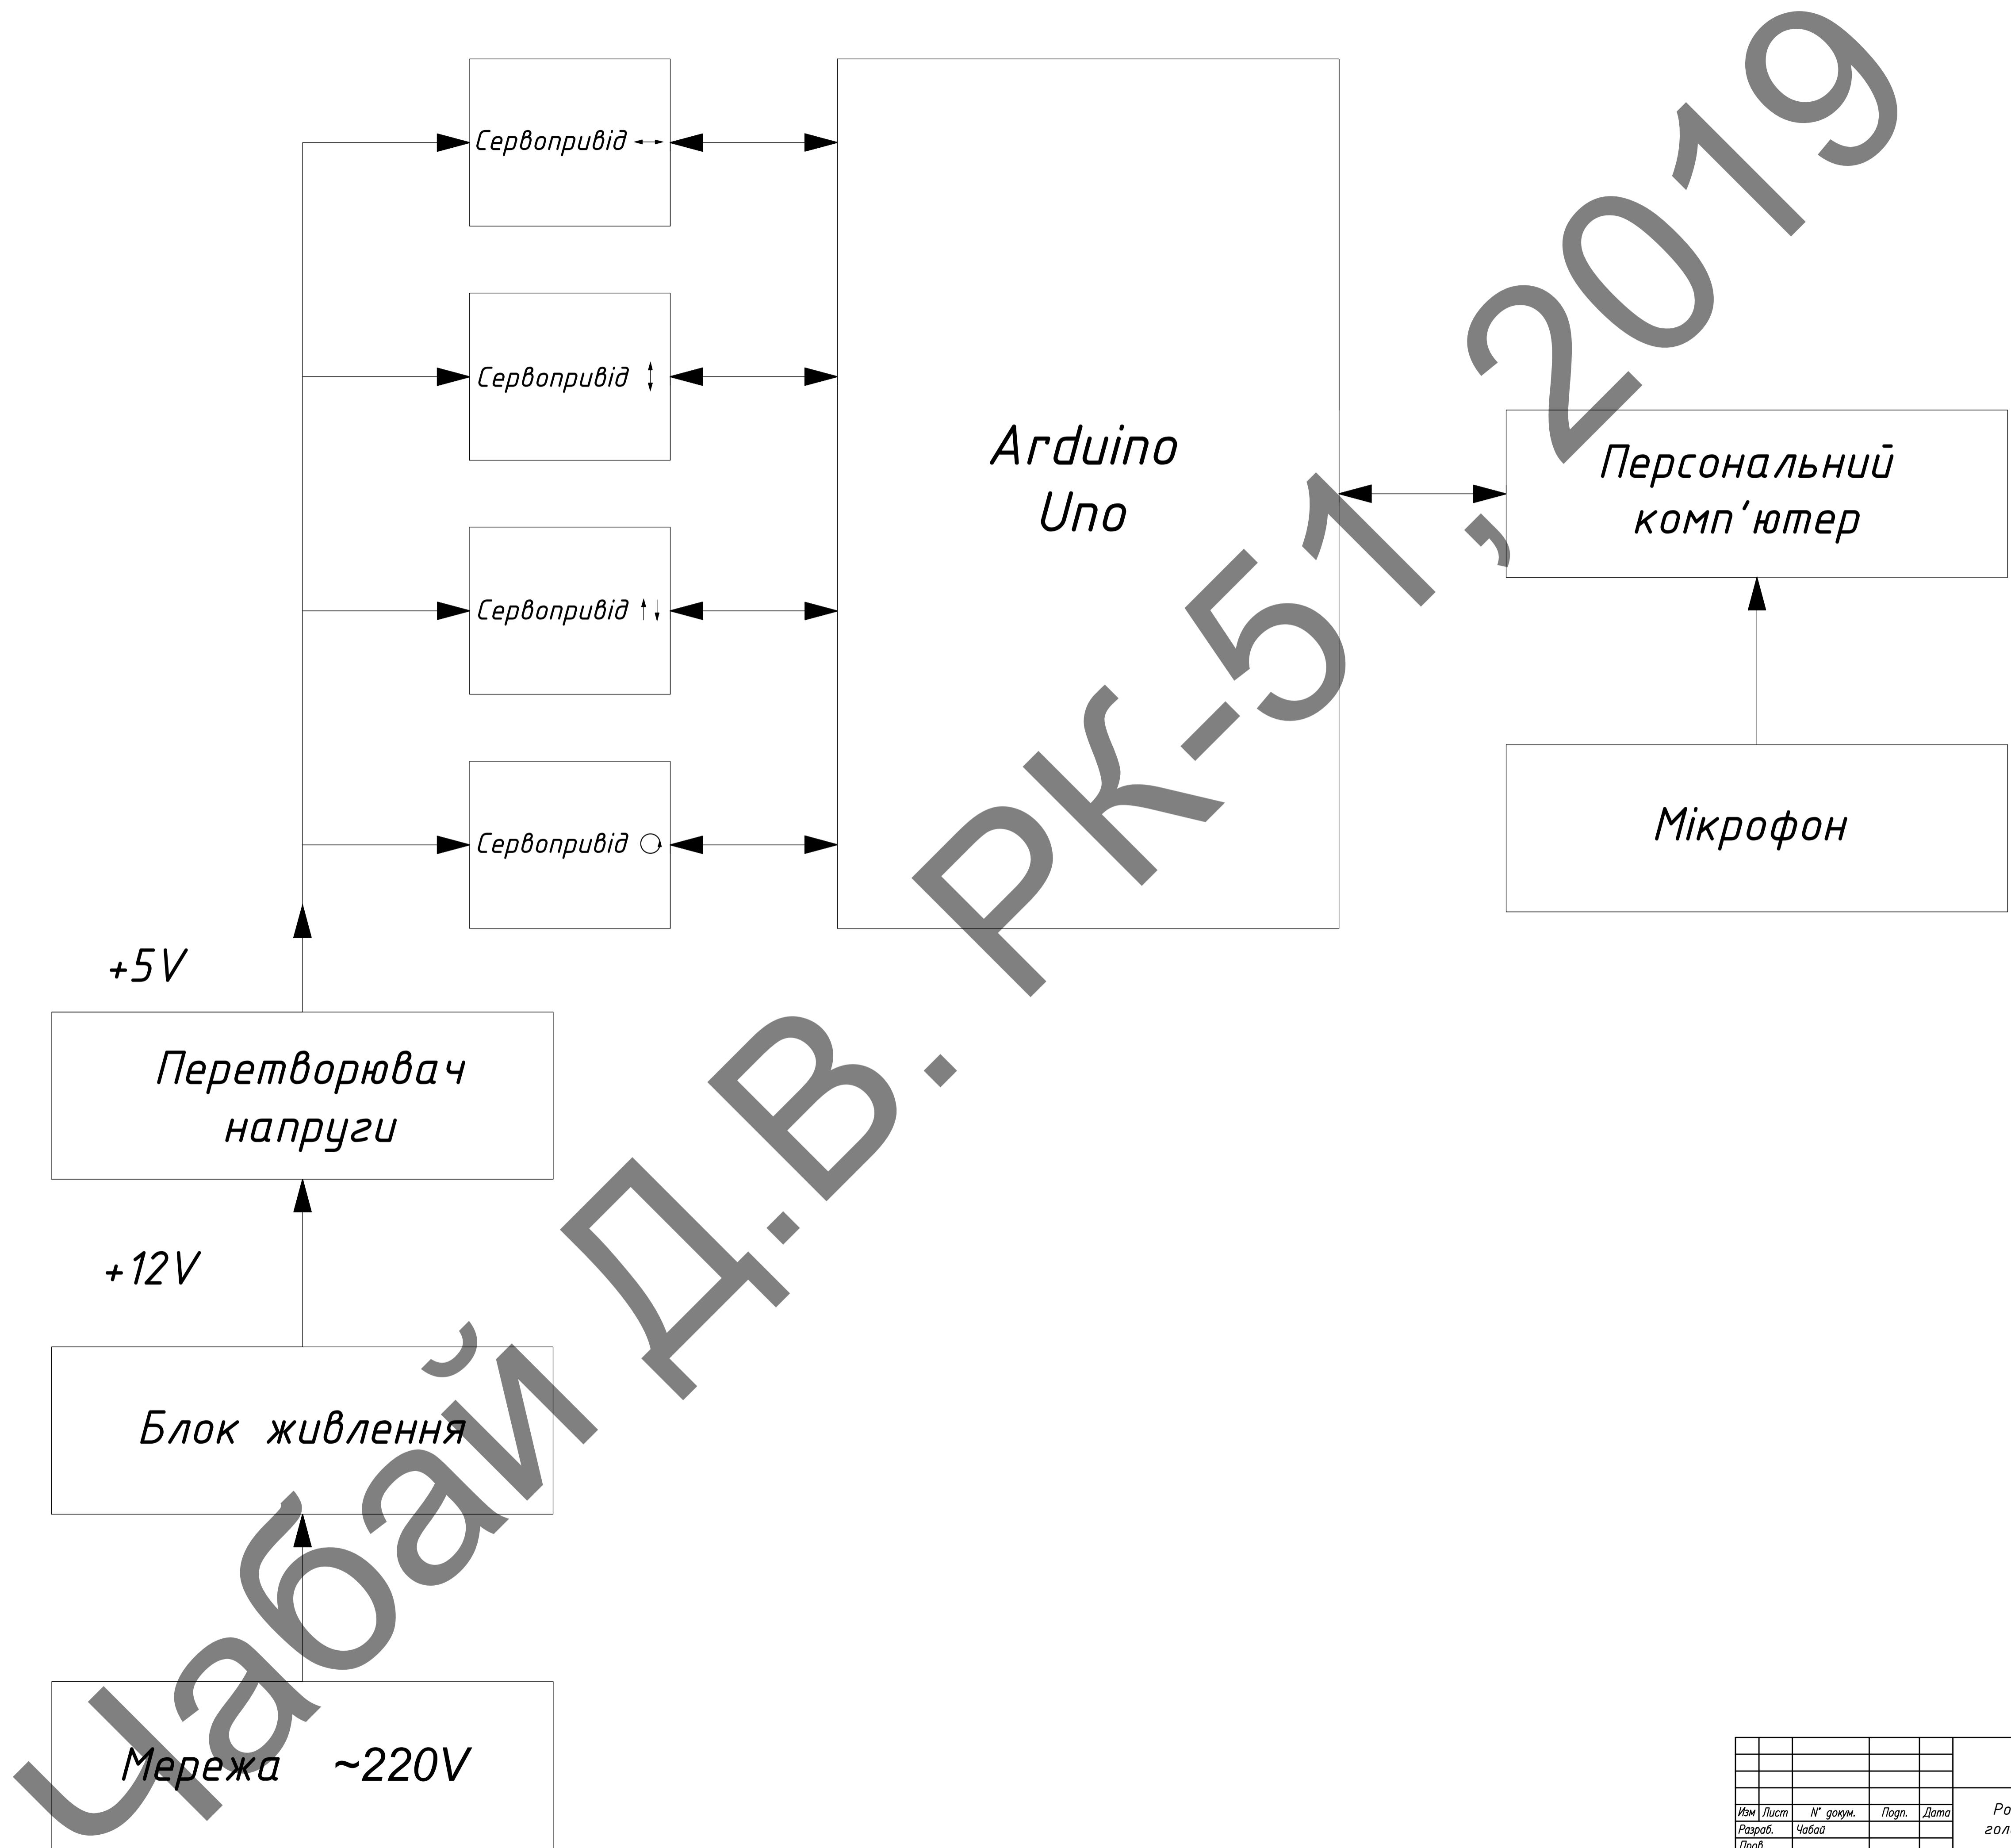 Сервопривід
Сервопривід
Сервопривід
Сервопривід
Arduino
Uno
Персональний
комп'ютер
Мікрофон
+5V
Перетворювач
напруги
+12V
Блок живлення
Мережа ~220V
Чабай Д.В. РК-51, 2019
Изм Лист N° докум. Подп. Дата
Разраб. Чабай